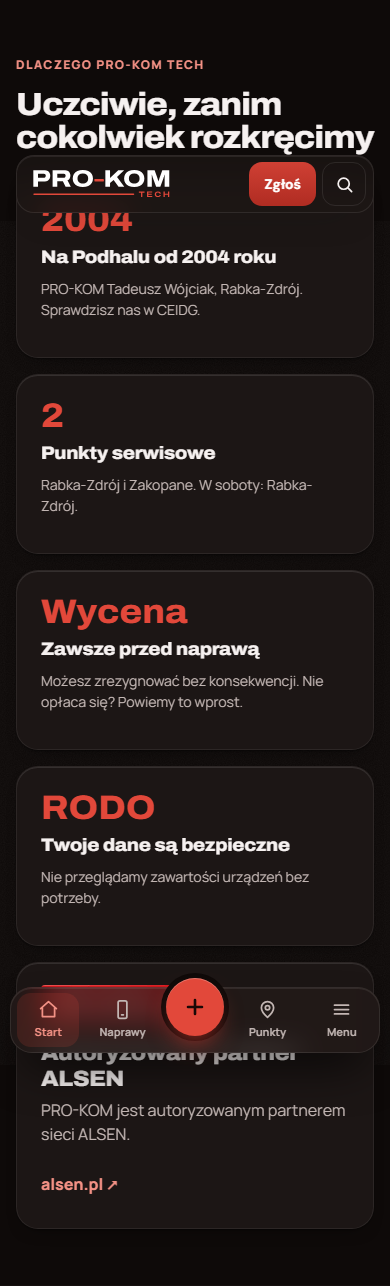 DLACZEGO PRO-KOM TECH
Uczciwie, zanim
cokolwiek rozkręcimy
PRO-KOM
TECH
Zgłoś
2004
Na Podhalu od 2004 roku
PRO-KOM Tadeusz Wójciak, Rabka-Zdrój.
Sprawdzisz nas w CEIDG.
2
Punkty serwisowe
Rabka-Zdrój i Zakopane. W soboty: Rabka-
Zdrój.
Wycena
Zawsze przed naprawą
Możesz zrezygnować bez konsekwencji. Nie
opłaca się? Powiemy to wprost.
RODO
Twoje dane są bezpieczne
Nie przeglądamy zawartości urządzeń bez
potrzeby.
Start
Naprawy
+
Punkty
Menu
Autoryzowany partner
ALSEN
PRO-KOM jest autoryzowanym partnerem
sieci ALSEN.
alsen.pl ↗